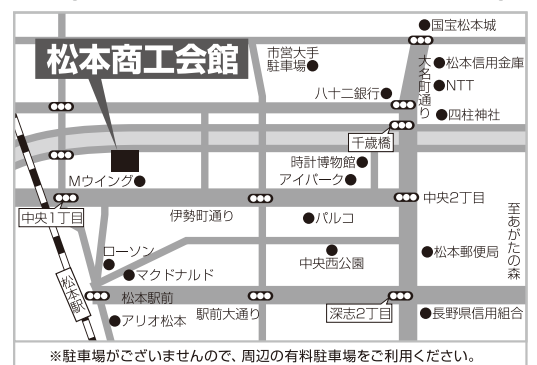 国宝松本城
松本商工会館
市営大手
駐車場
大名町通り
松本信用金庫
NTT
八十二銀行
四柱神社
千歳橋
時計博物館
アイパーク
Mウイング
中央1丁目
伊勢町通り
パルコ
中央2丁目
至あがたの森
ローソン
マクドナルド
中央西公園
松本郵便局
松本駅
松本駅前
アリオ松本
駅前大通り
深志2丁目
長野県信用組合
※駐車場がございませんので、周辺の有料駐車場をご利用ください。